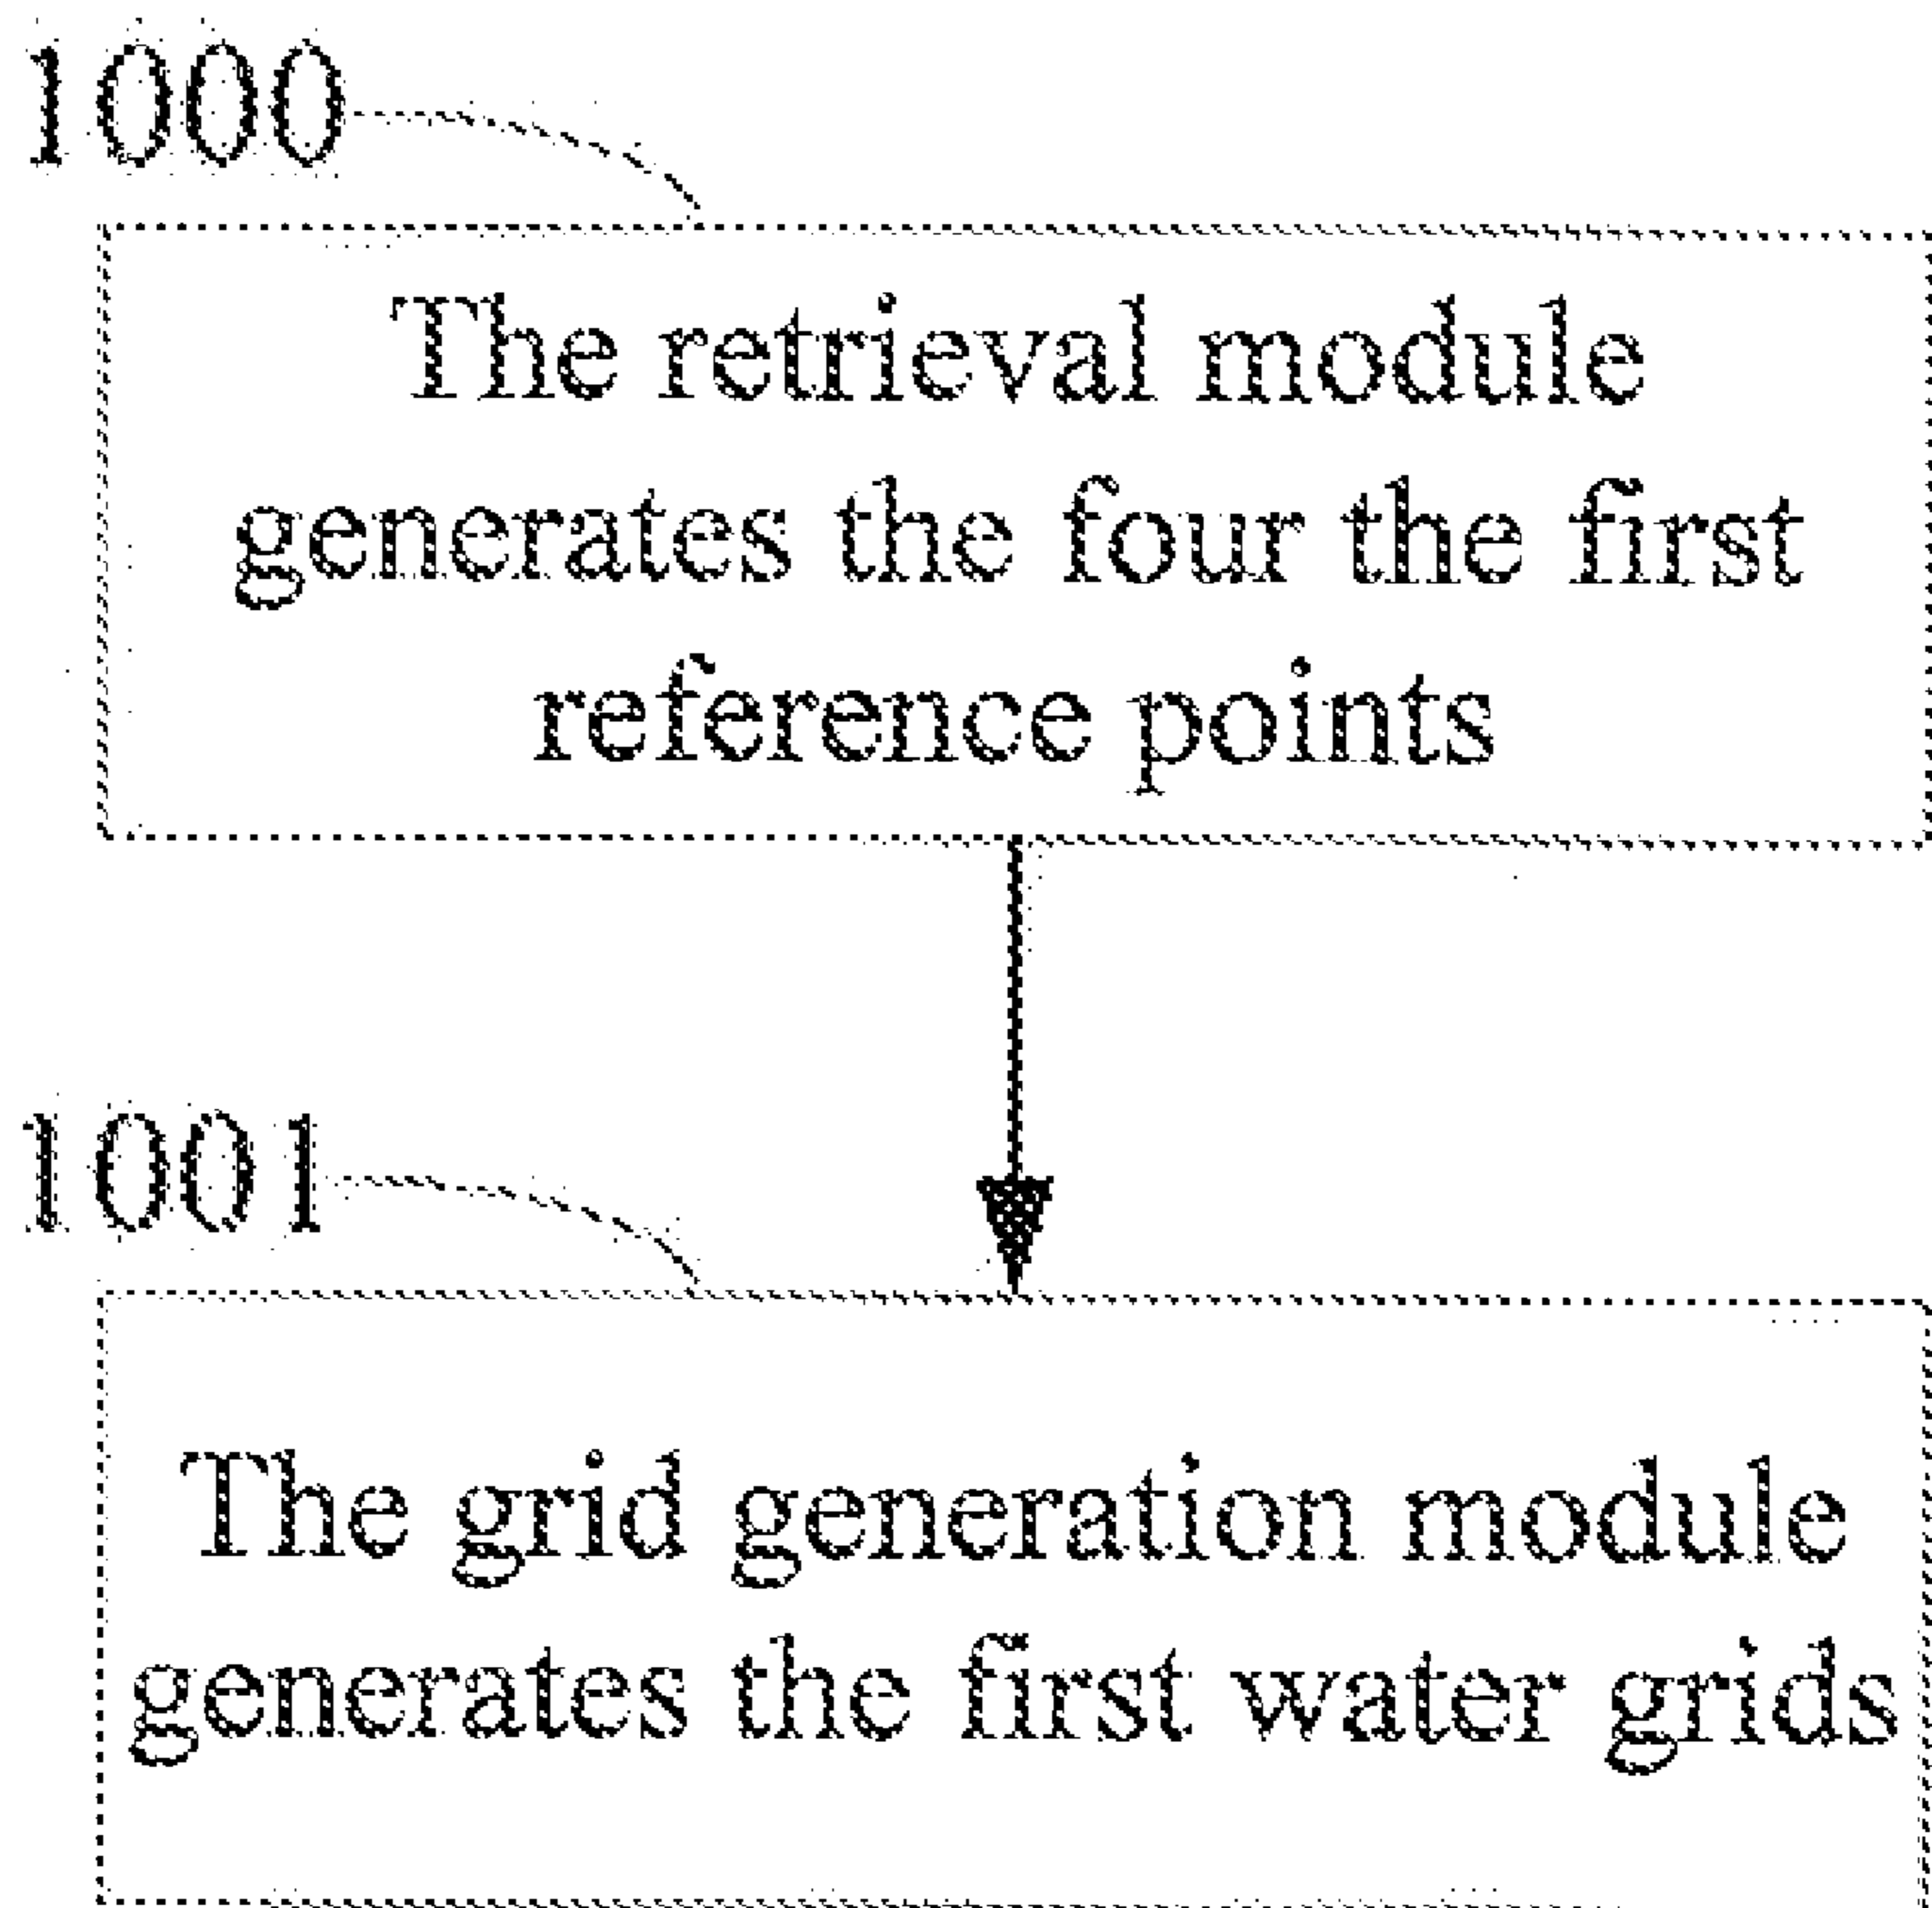 1000
The retrieval module
generates the four the first
reference points
1001
The grid generation module
generates the first water grids